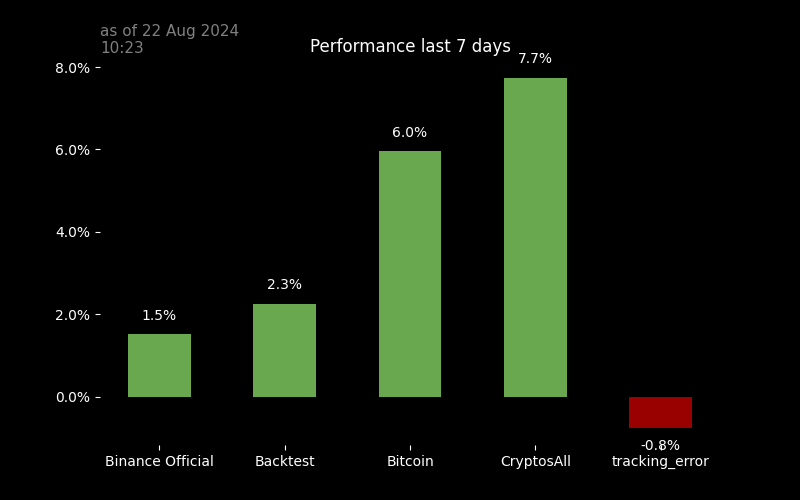 as of 22 Aug 2024
10:23
Performance last 7 days
8.0%
6.0%
4.0%
2.0%
0.0%
1.5%
2.3%
6.0%
7.7%
-0.8%
Binance Official
Backtest
Bitcoin
CryptosAll
tracking_error